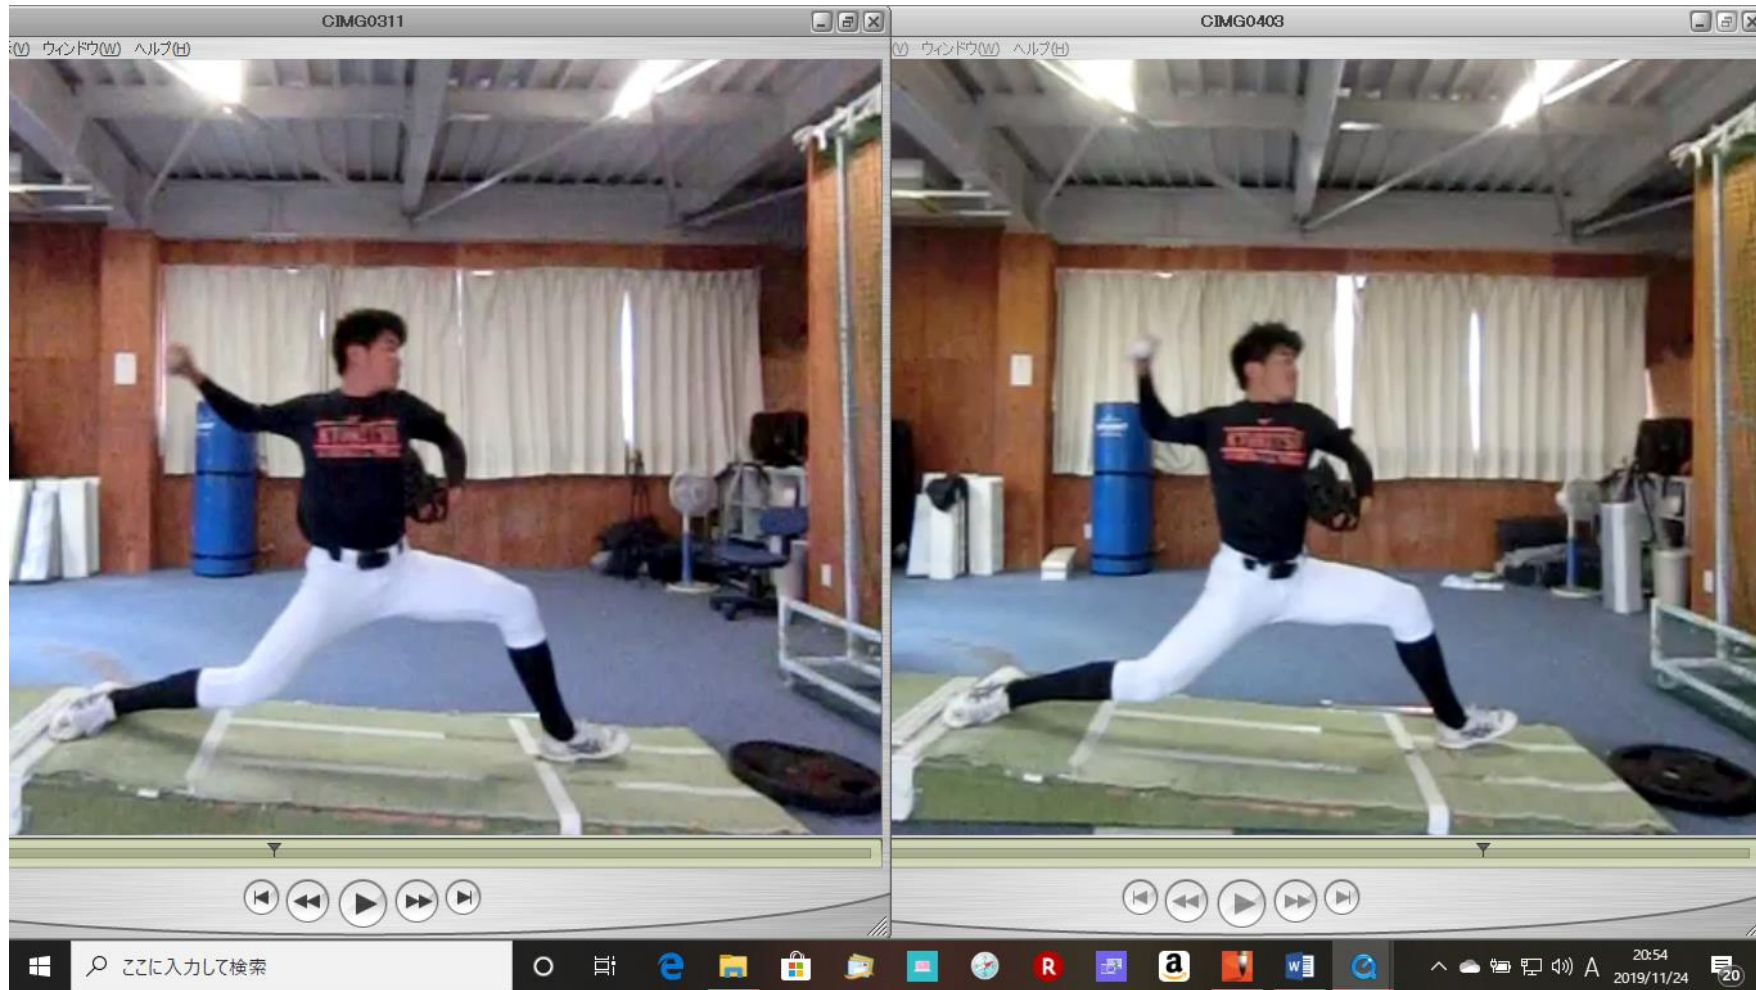 CIMG0311
CIMG0403
(V) ウィンドウ(W) ヘルプ(H)
(V) ウィンドウ(W) ヘルプ(H)
KYORITSU
ここに入力して検索
R
a
W
A
20:54
2019/11/24
20